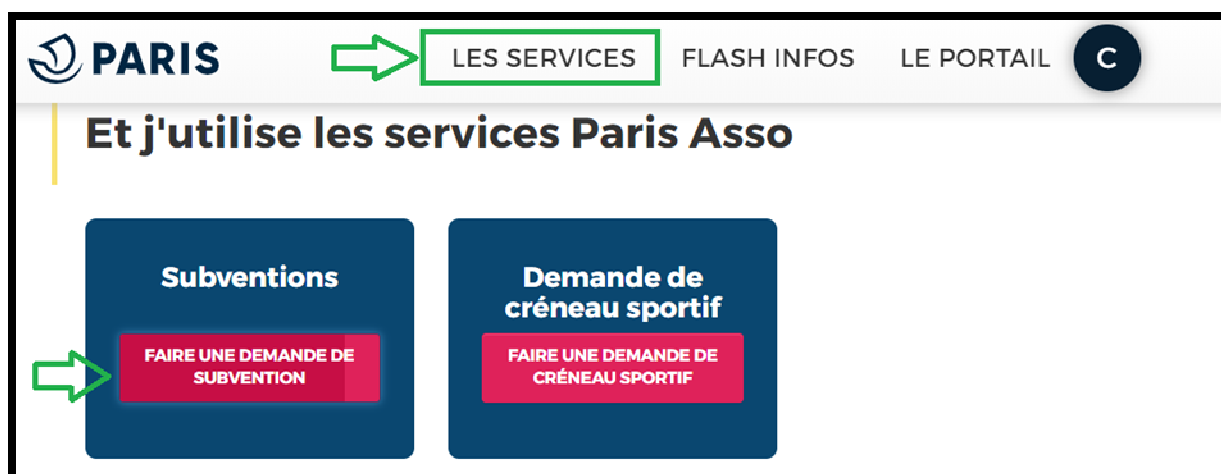 PARIS LES SERVICES FLASH INFOS LE PORTAIL C
Et j'utilise les services Paris Asso
Subventions
FAIRE UNE DEMANDE DE
SUBVENTION
Demande de
créneau sportif
FAIRE UNE DEMANDE DE
CRÉNEAU SPORTIF